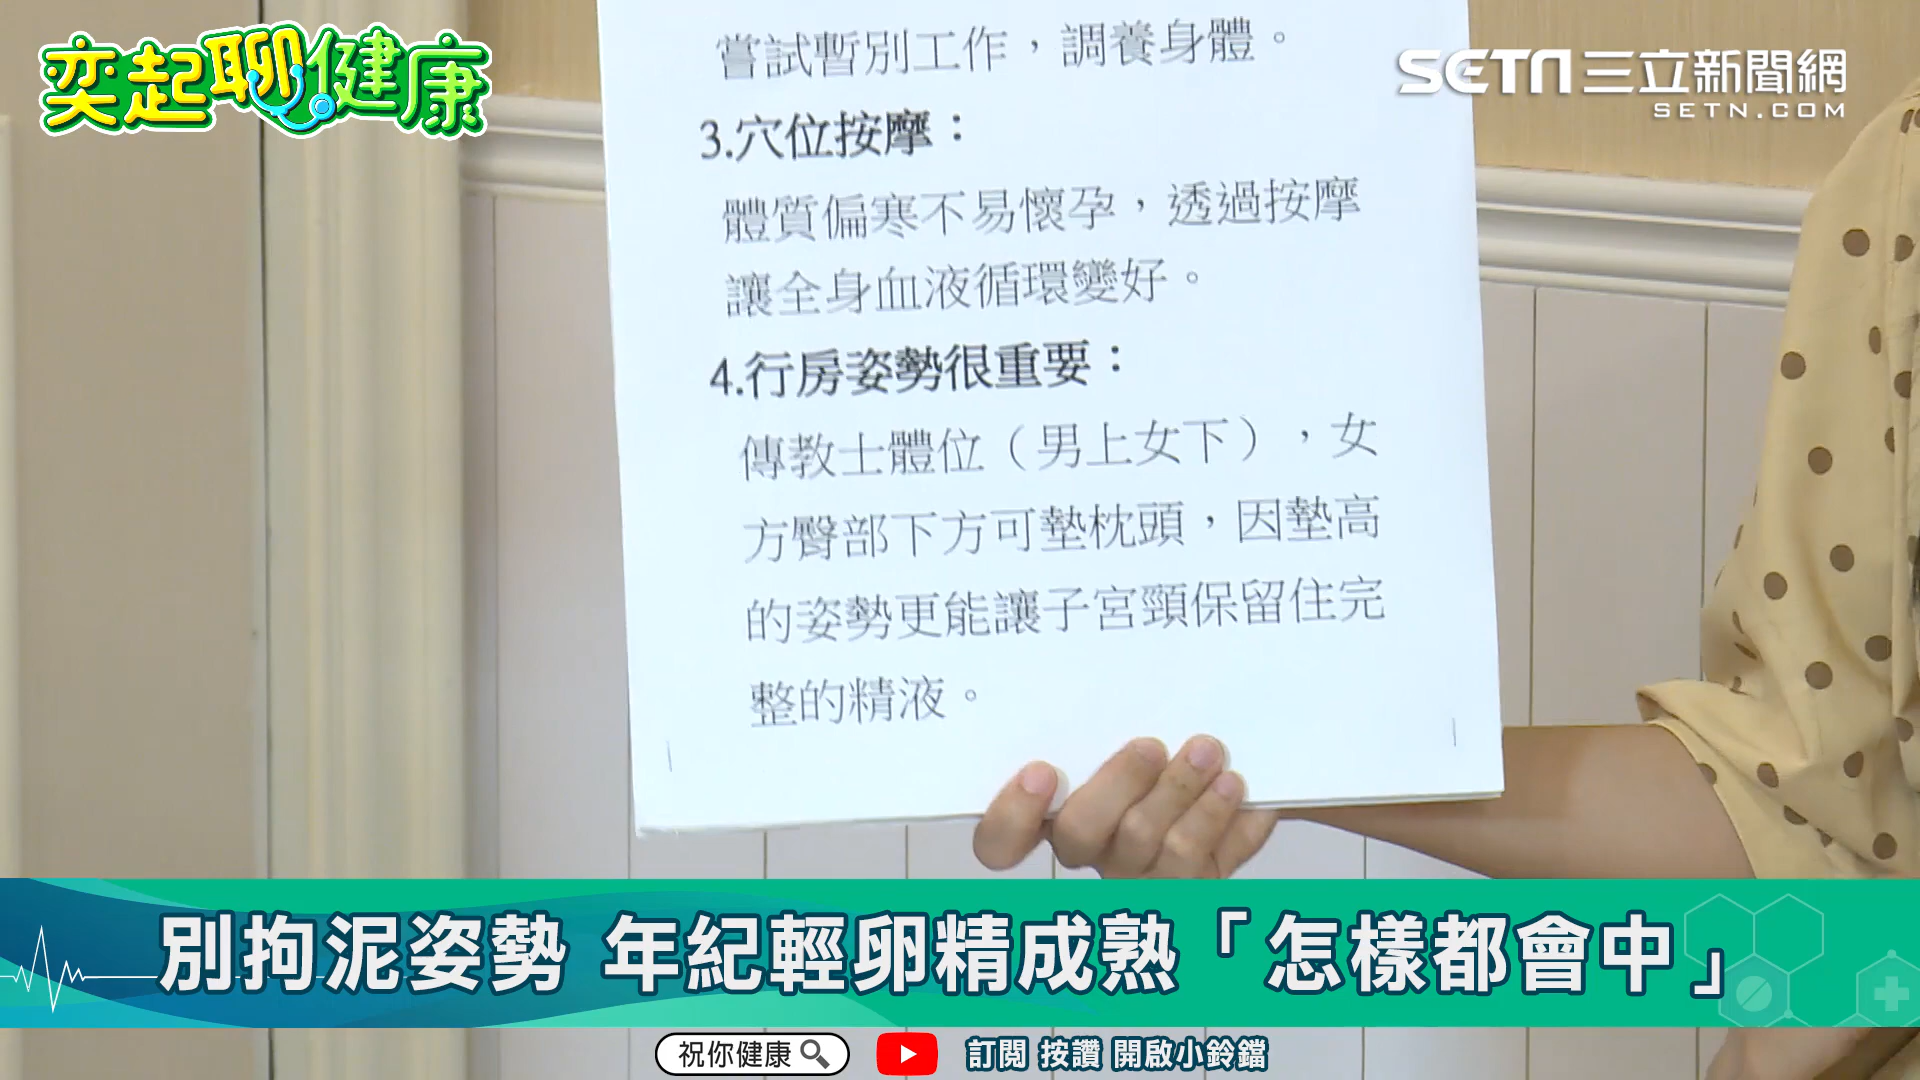 奕起聊健康
SETN三立新聞網
SETN.COM
嘗試暫別工作，調養身體。
3.穴位按摩：
體質偏寒不易懷孕，透過按摩
讓全身血液循環變好。
4.行房姿勢很重要：
傳教士體位（男上女下），女
方臀部下方可墊枕頭，因墊高
的姿勢更能讓子宮頸保留住完
整的精液。
別拘泥姿勢 年紀輕卵精成熟「怎樣都會中」
祝你健康
訂閱 按讚 開啟小鈴鐺